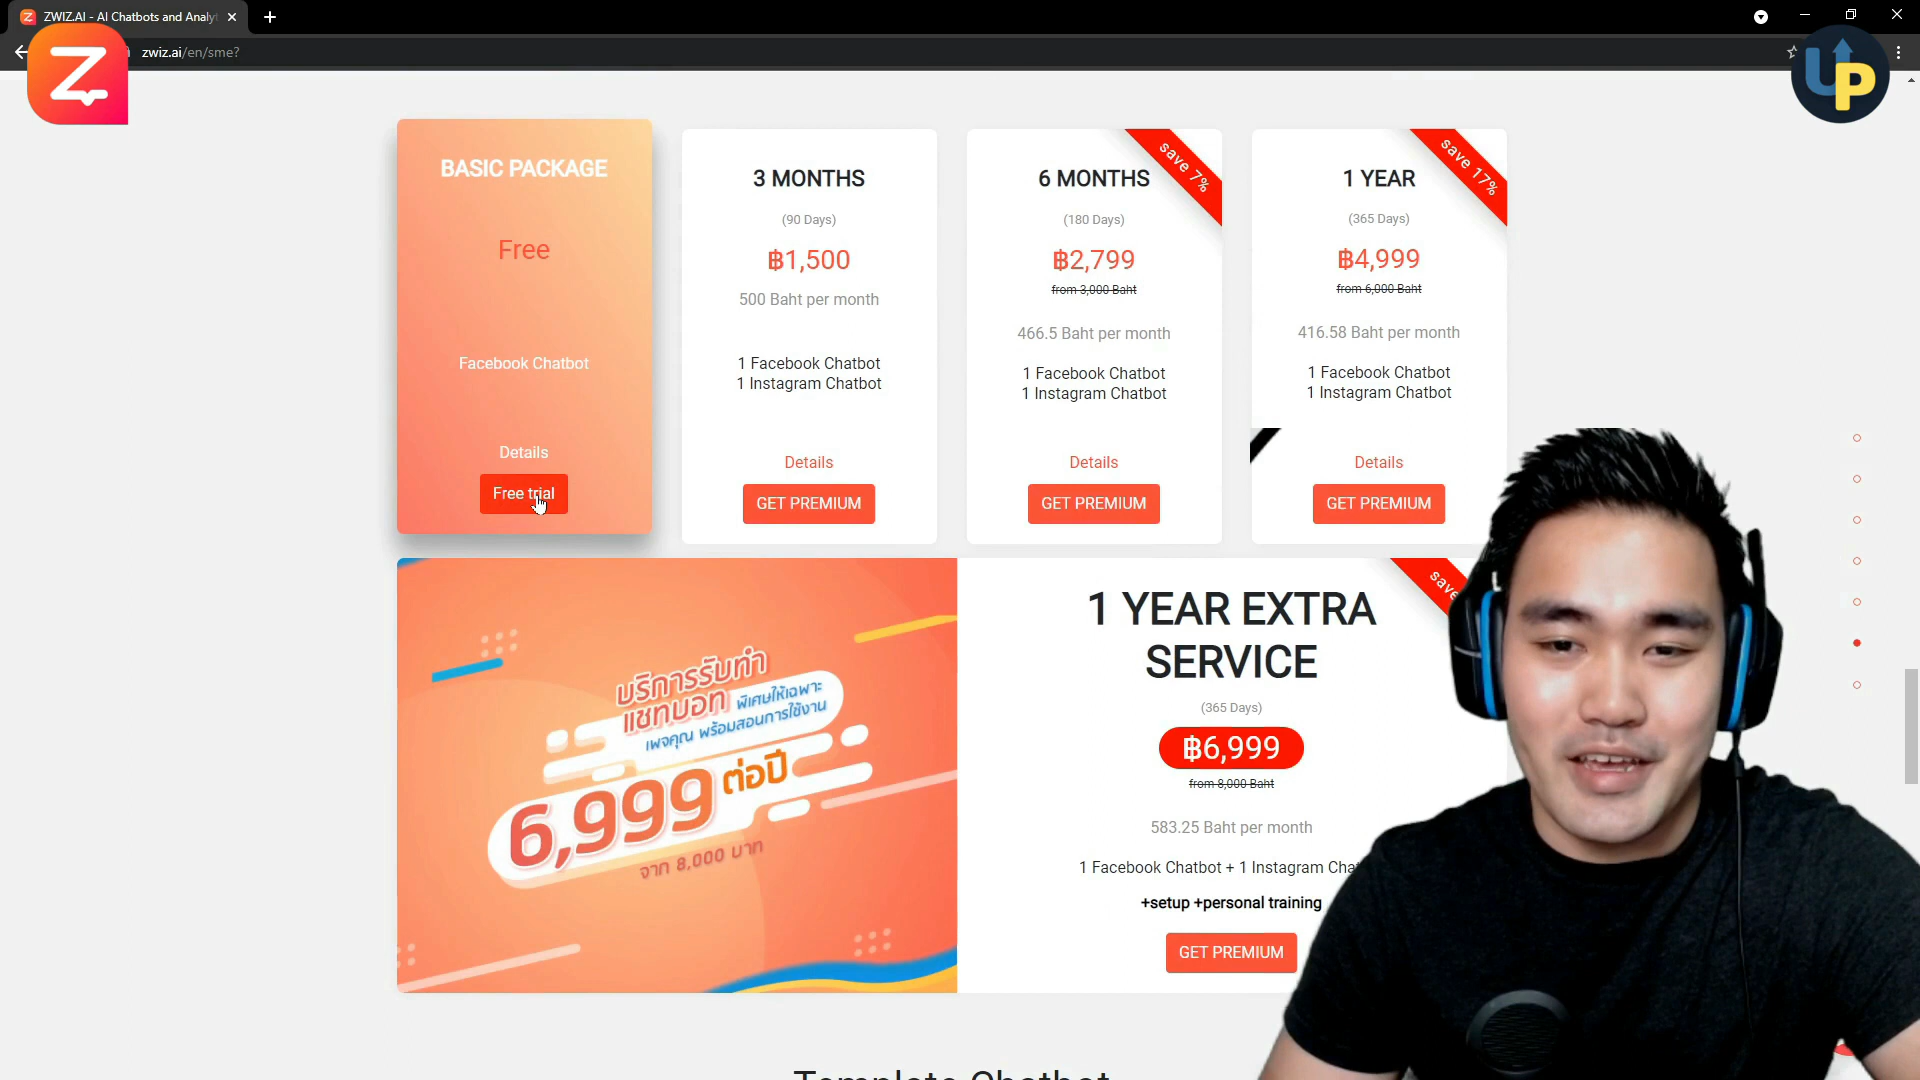 ZWIZ.AI - AI Chatbots and Analyt
zwiz.ai/en/sme?
Z
UP
BASIC PACKAGE
Free
Facebook Chatbot
Details
Free trial
3 MONTHS
(90 Days)
฿1,500
500 Baht per month
1 Facebook Chatbot
1 Instagram Chatbot
Details
GET PREMIUM
save 7%
6 MONTHS
(180 Days)
฿2,799
from 3,000 Baht
466.5 Baht per month
1 Facebook Chatbot
1 Instagram Chatbot
Details
GET PREMIUM
save 17%
1 YEAR
(365 Days)
฿4,999
from 6,000 Baht
416.58 Baht per month
1 Facebook Chatbot
1 Instagram Chatbot
Details
GET PREMIUM
บริการรับทำ
แชทบอท พิเศษให้เฉพาะ
เพจคุณ พร้อมสอนการใช้งาน
6,999 ต่อปี
จาก 8,000 บาท
save
1 YEAR EXTRA
SERVICE
(365 Days)
฿6,999
from 8,000 Baht
583.25 Baht per month
1 Facebook Chatbot + 1 Instagram Cha
+setup +personal training
GET PREMIUM
Template Chatbot